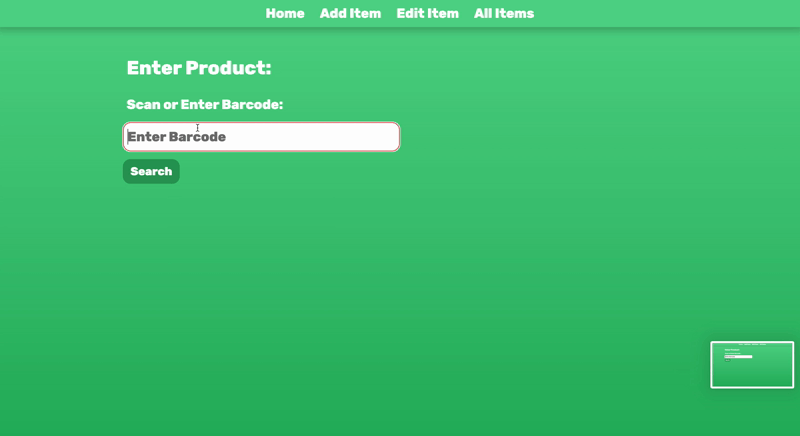 Home Add Item Edit Item All Items
Enter Product:
Scan or Enter Barcode:
Enter Barcode
Search